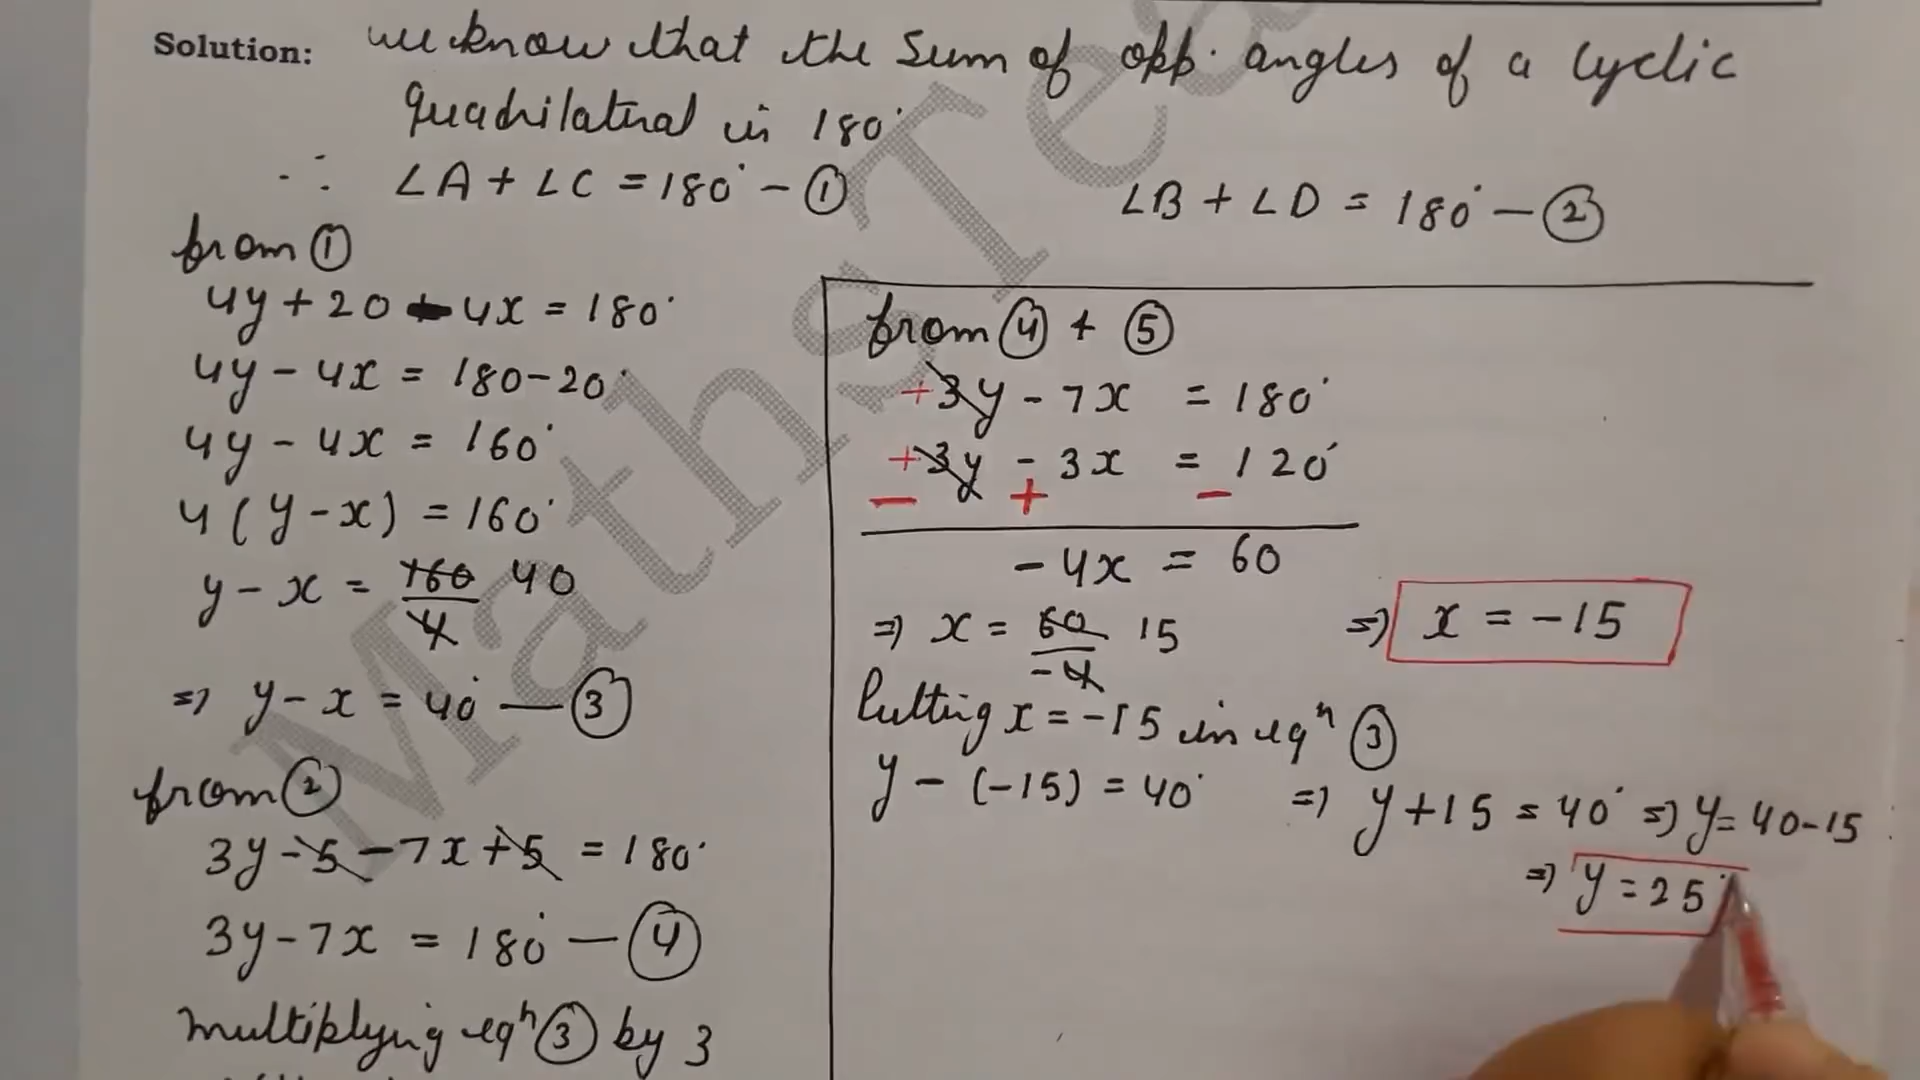 Solution: we know that the sum of opp. angles of a cyclic
quadrilateral is 180°
∴ ∠A + ∠C = 180° - ①
∠B + ∠D = 180° - ②
from ①
4y + 20 - 4x = 180°
4y - 4x = 180 - 20°
4y - 4x = 160°
4(y - x) = 160°
y - x = 160/4 40
⇒ y - x = 40° - ③
from ②
3y - 5 - 7x + 5 = 180°
3y - 7x = 180° - ④
Multiplying eqⁿ ③ by 3
from ④ + ⑤
+3y - 7x = 180°
+3y - 3x = 120°
- + -
-4x = 60
⇒ x = 60/-4 15 ⇒ x = -15
Putting x = -15 in eqⁿ ③
y - (-15) = 40° ⇒ y + 15 = 40° ⇒ y = 40 - 15
⇒ y = 25°
Maths Tea